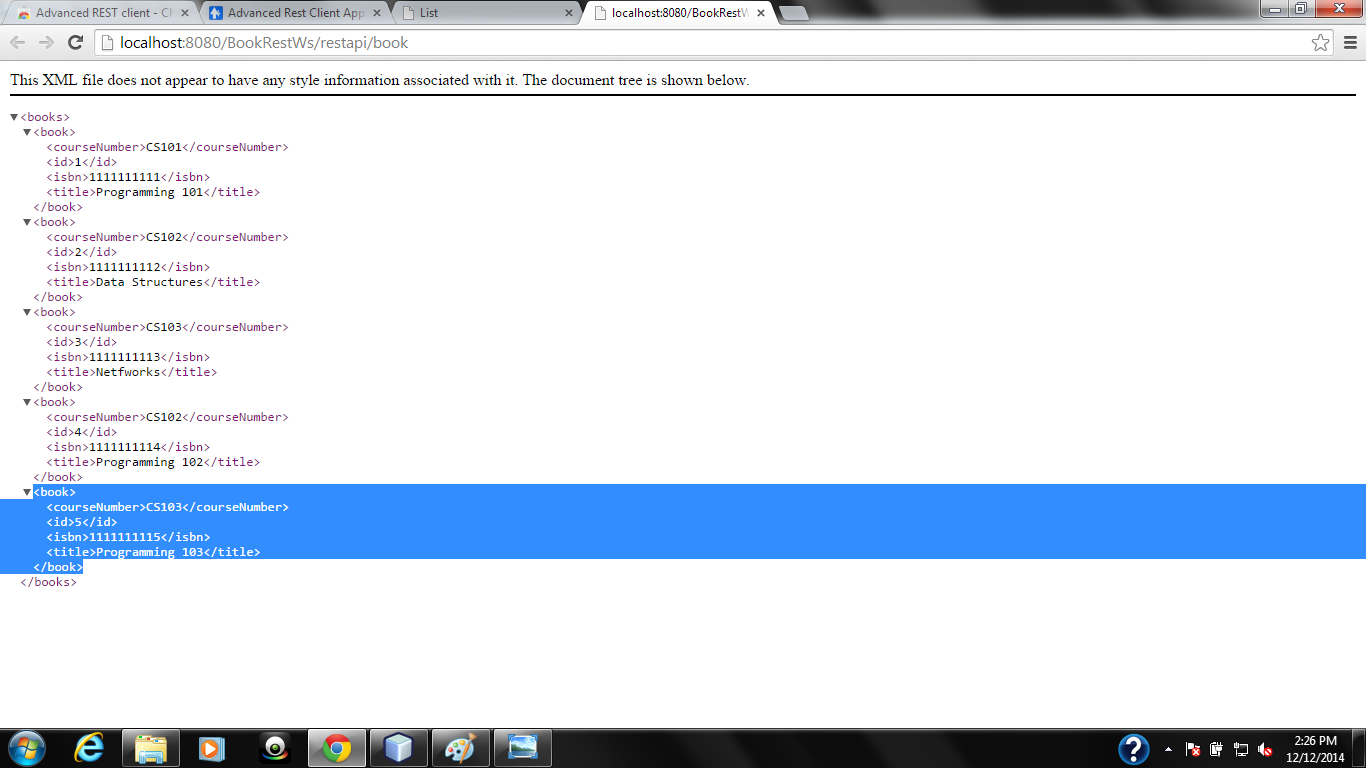 Advanced REST client - Ch
Advanced Rest Client App
List
localhost:8080/BookRestW
localhost:8080/BookRestWs/restapi/book
This XML file does not appear to have any style information associated with it. The document tree is shown below.
<books>
<book>
<courseNumber>CS101</courseNumber>
<id>1</id>
<isbn>1111111111</isbn>
<title>Programming 101</title>
</book>
<book>
<courseNumber>CS102</courseNumber>
<id>2</id>
<isbn>1111111112</isbn>
<title>Data Structures</title>
</book>
<book>
<courseNumber>CS103</courseNumber>
<id>3</id>
<isbn>1111111113</isbn>
<title>Netfworks</title>
</book>
<book>
<courseNumber>CS102</courseNumber>
<id>4</id>
<isbn>1111111114</isbn>
<title>Programming 102</title>
</book>
<book>
<courseNumber>CS103</courseNumber>
<id>5</id>
<isbn>1111111115</isbn>
<title>Programming 103</title>
</book>
</books>
2:26 PM
12/12/2014